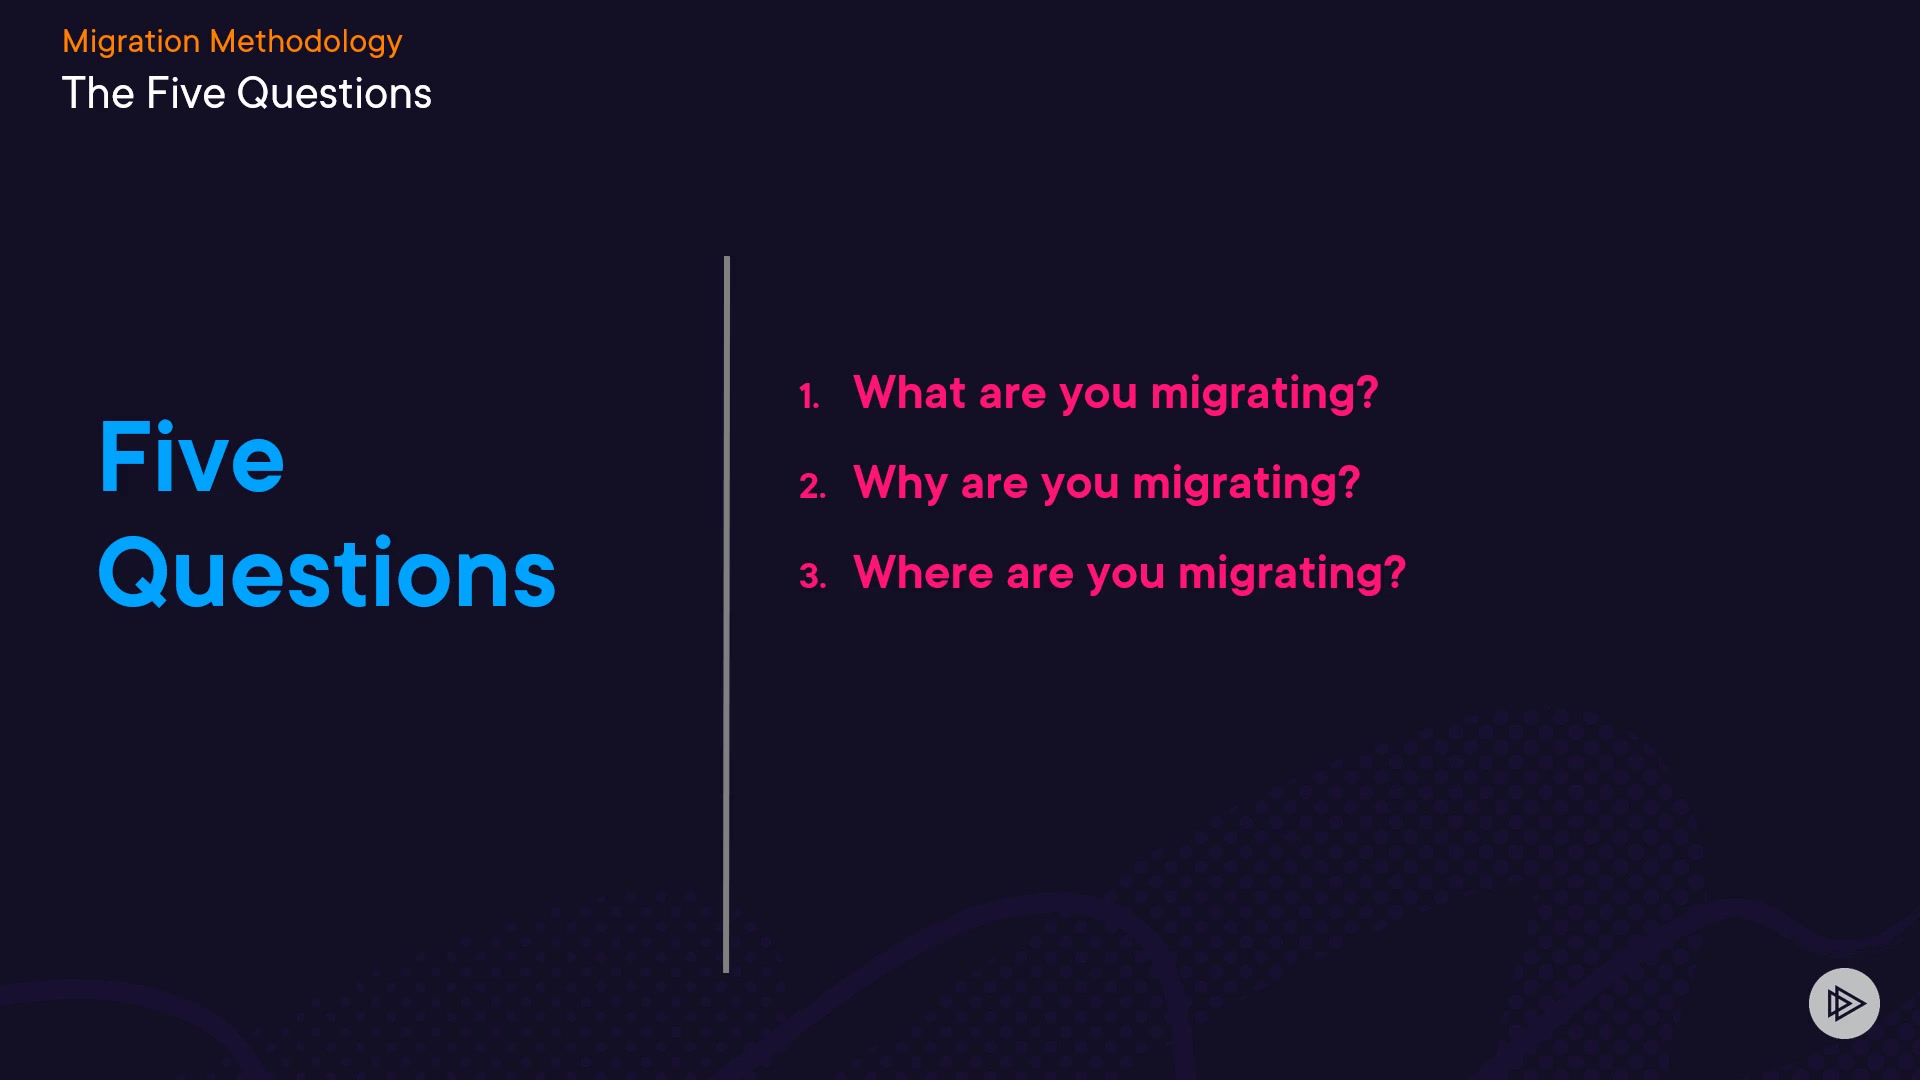 Migration Methodology
The Five Questions
Five
Questions
1. What are you migrating?
2. Why are you migrating?
3. Where are you migrating?